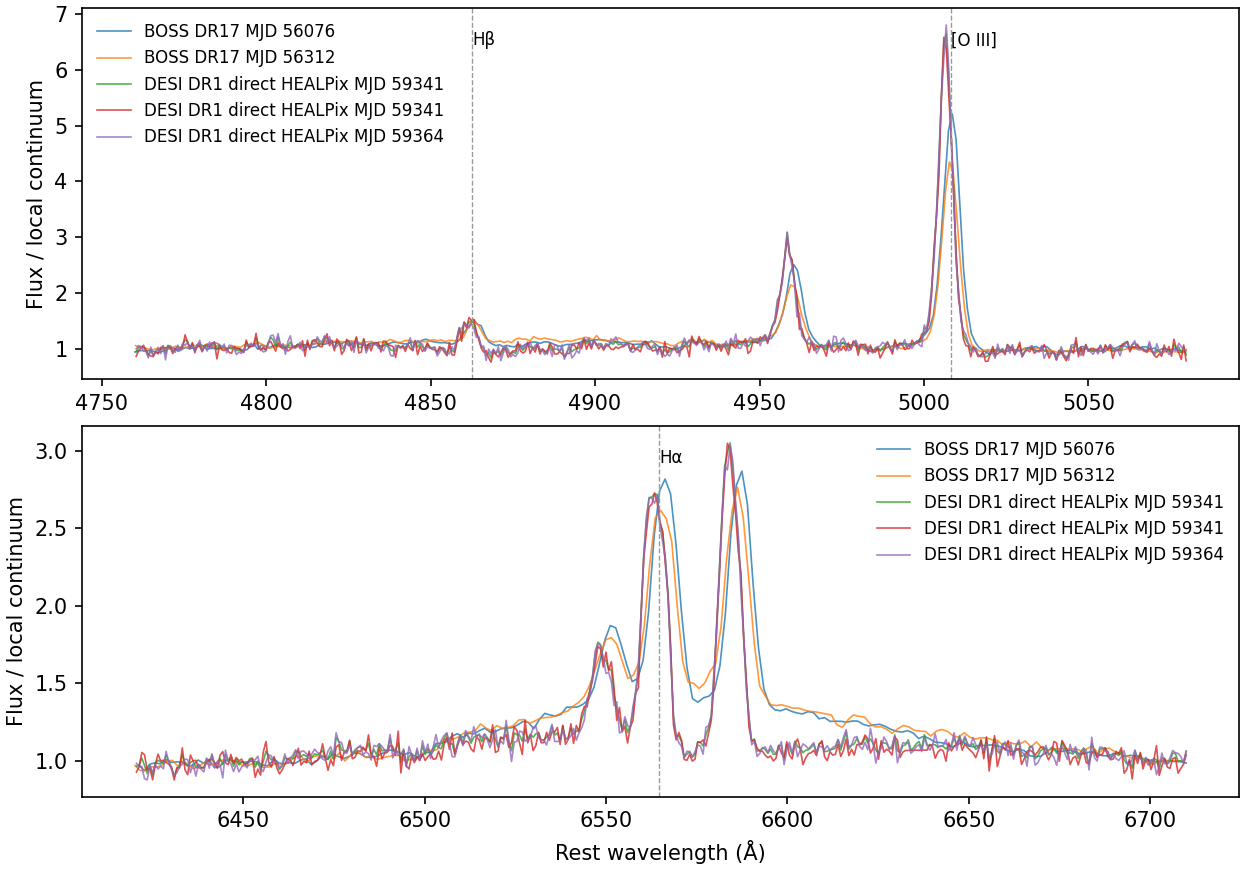 7
6
5
4
3
2
1
Flux / local continuum
BOSS DR17 MJD 56076
BOSS DR17 MJD 56312
DESI DR1 direct HEALPix MJD 59341
DESI DR1 direct HEALPix MJD 59341
DESI DR1 direct HEALPix MJD 59364
Hβ
[O III]
4750 4800 4850 4900 4950 5000 5050
3.0
2.5
2.0
1.5
1.0
Flux / local continuum
Hα
BOSS DR17 MJD 56076
BOSS DR17 MJD 56312
DESI DR1 direct HEALPix MJD 59341
DESI DR1 direct HEALPix MJD 59341
DESI DR1 direct HEALPix MJD 59364
6450 6500 6550 6600 6650 6700
Rest wavelength (Å)